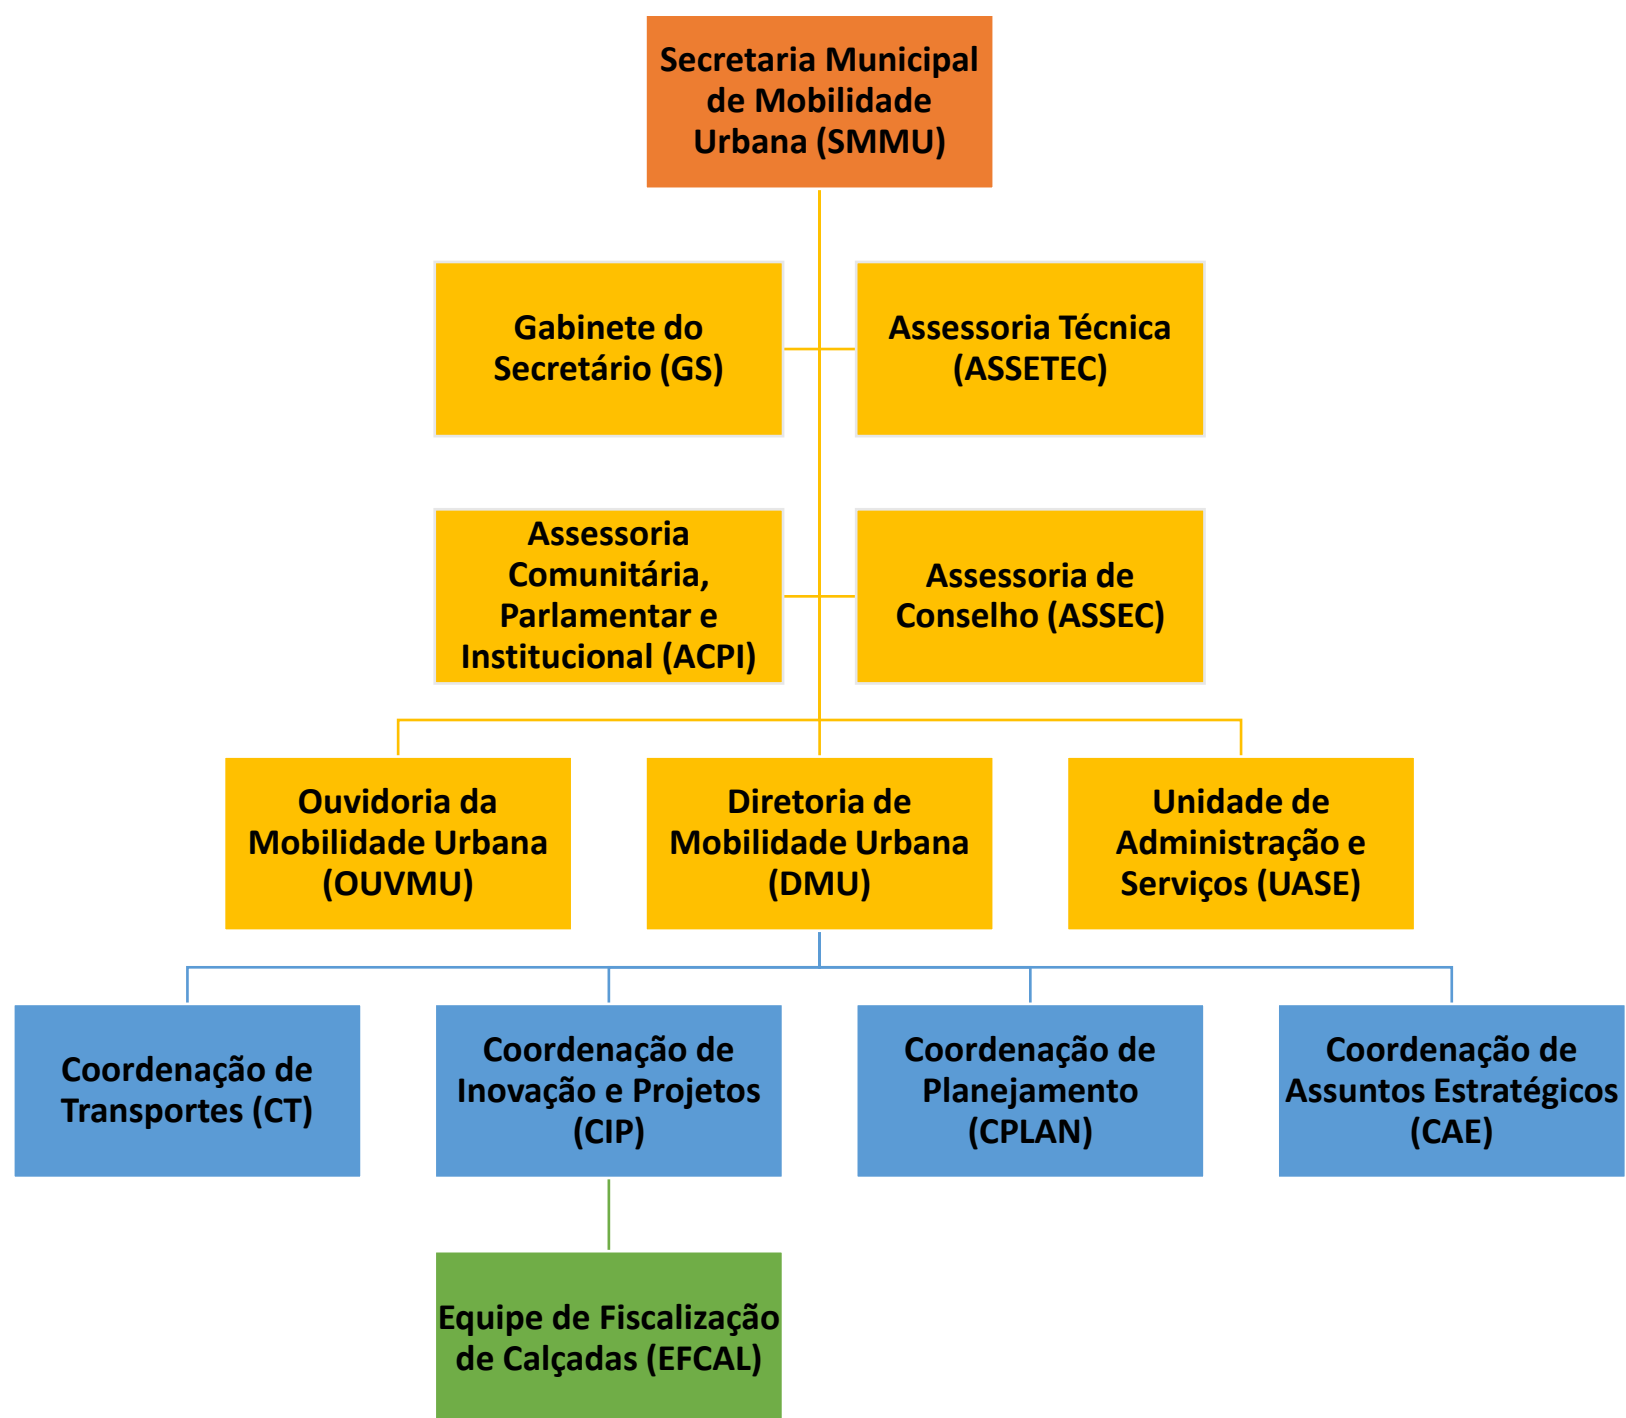 Secretaria Municipal
de Mobilidade
Urbana (SMMU)
Gabinete do
Secretário (GS)
Assessoria Técnica
(ASSETEC)
Assessoria
Comunitária,
Parlamentar e
Institucional (ACPI)
Assessoria de
Conselho (ASSEC)
Ouvidoria da
Mobilidade Urbana
(OUVMU)
Diretoria de
Mobilidade Urbana
(DMU)
Unidade de
Administração e
Serviços (UASE)
Coordenação de
Transportes (CT)
Coordenação de
Inovação e Projetos
(CIP)
Coordenação de
Planejamento
(CPLAN)
Coordenação de
Assuntos Estratégicos
(CAE)
Equipe de Fiscalização
de Calçadas (EFCAL)